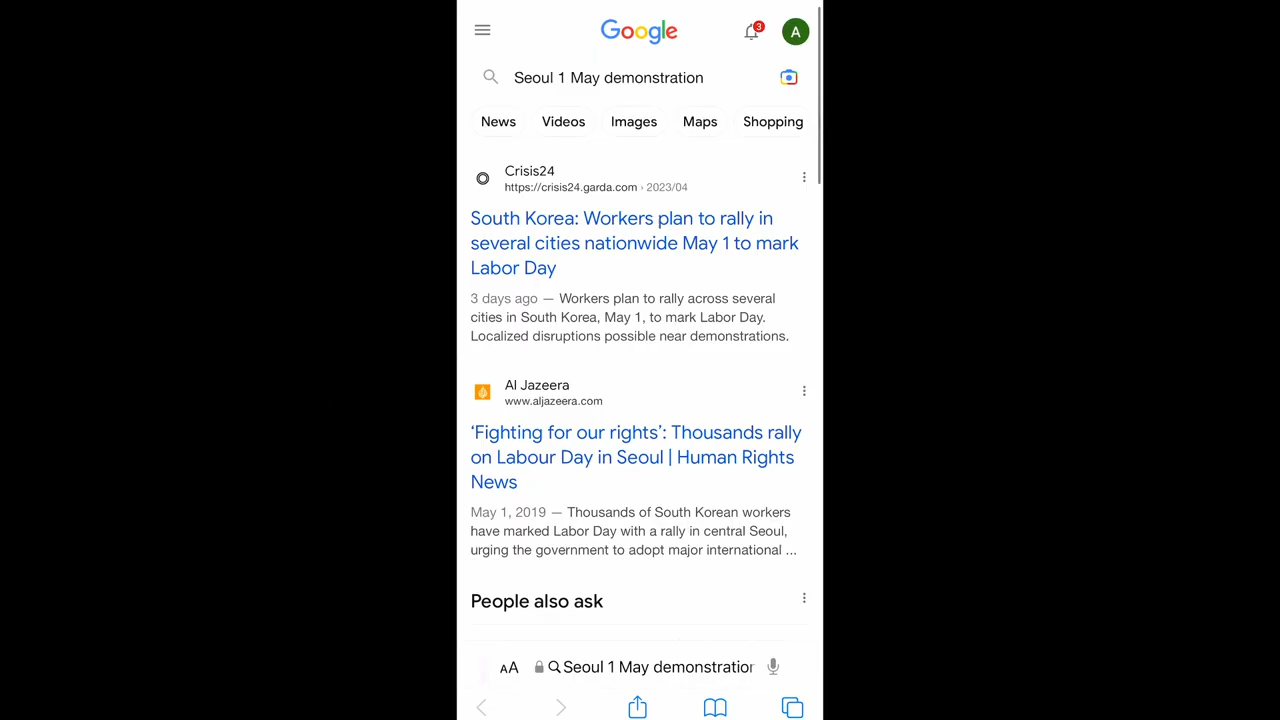 Google
3
A
Seoul 1 May demonstration
News Videos Images Maps Shopping
Crisis24
https://crisis24.garda.com › 2023/04
South Korea: Workers plan to rally in
several cities nationwide May 1 to mark
Labor Day
3 days ago — Workers plan to rally across several
cities in South Korea, May 1, to mark Labor Day.
Localized disruptions possible near demonstrations.
Al Jazeera
www.aljazeera.com
‘Fighting for our rights’: Thousands rally
on Labour Day in Seoul | Human Rights
News
May 1, 2019 — Thousands of South Korean workers
have marked Labor Day with a rally in central Seoul,
urging the government to adopt major international ...
People also ask
AA Seoul 1 May demonstration